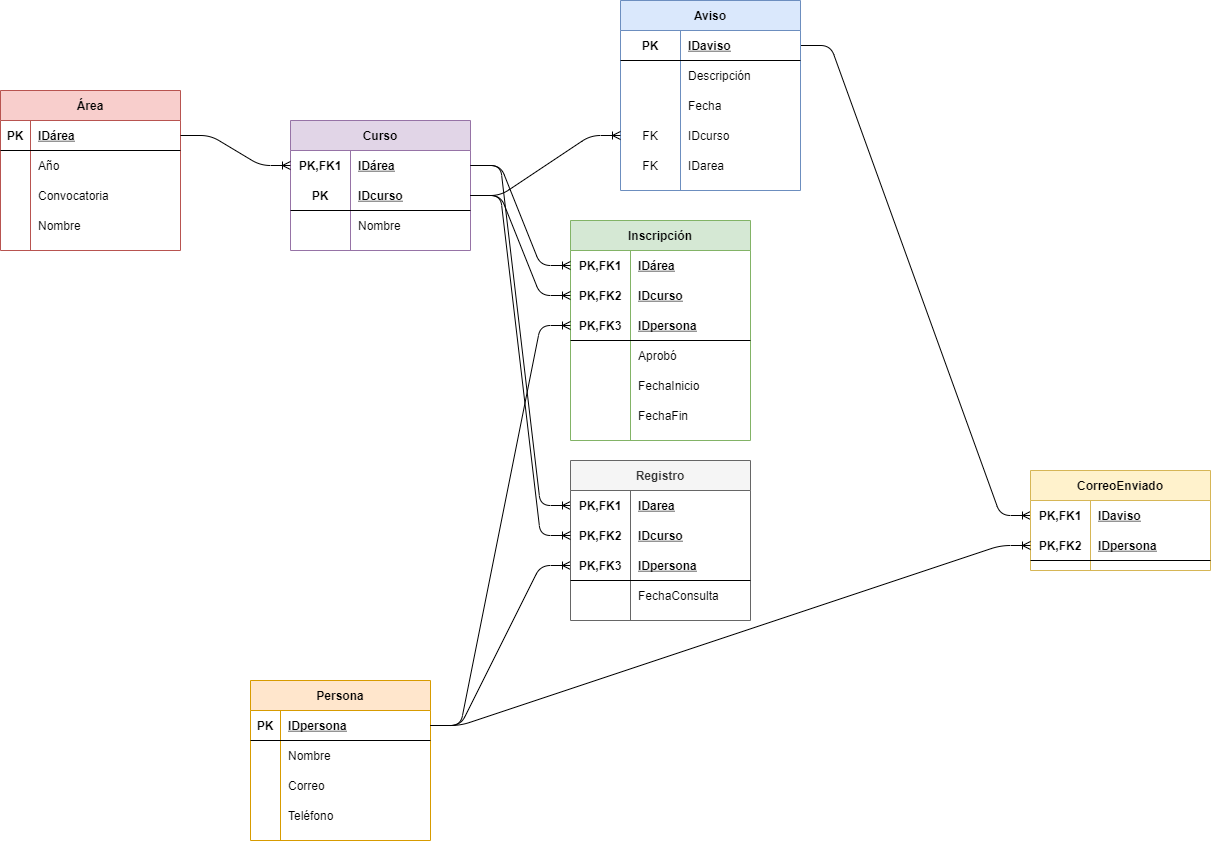 Aviso
PK IDaviso
Descripción
Fecha
FK IDcurso
FK IDarea
Área
PK IDárea
Año
Convocatoria
Nombre
Curso
PK,FK1 IDárea
PK IDcurso
Nombre
Inscripción
PK,FK1 IDárea
PK,FK2 IDcurso
PK,FK3 IDpersona
Aprobó
FechaInicio
FechaFin
Registro
PK,FK1 IDarea
PK,FK2 IDcurso
PK,FK3 IDpersona
FechaConsulta
CorreoEnviado
PK,FK1 IDaviso
PK,FK2 IDpersona
Persona
PK IDpersona
Nombre
Correo
Teléfono